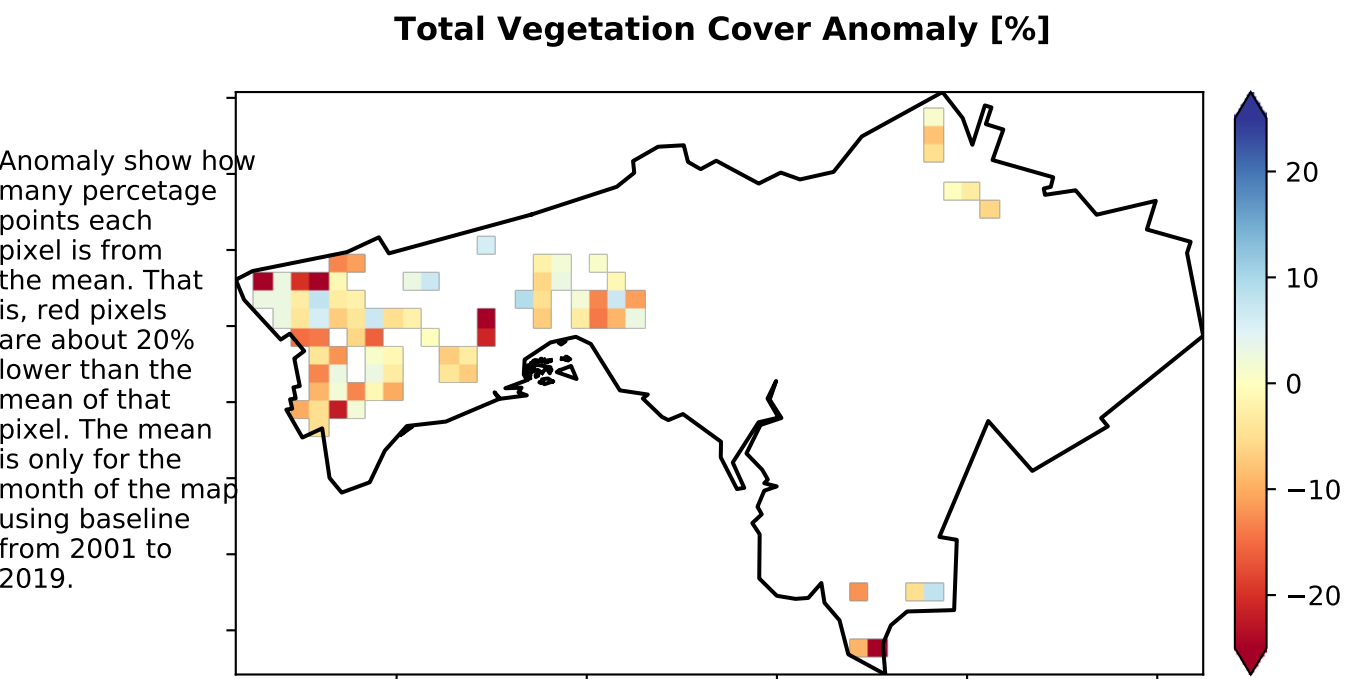 Total Vegetation Cover Anomaly [%]
Anomaly show how
many percetage
points each
pixel is from
the mean. That
is, red pixels
are about 20%
lower than the
mean of that
pixel. The mean
is only for the
month of the map
using baseline
from 2001 to
2019.
20
10
0
−10
−20